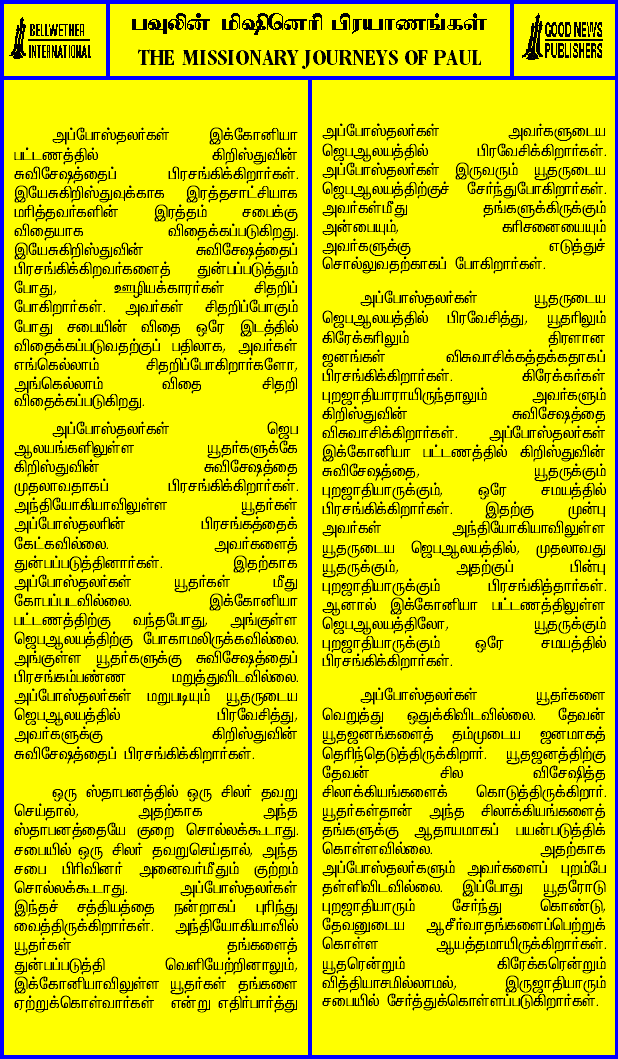 BELLWETHER
INTERNATIONAL
பவுலின் மிஷினெரி பிரயாணங்கள்
THE MISSIONARY JOURNEYS OF PAUL
GOOD NEWS
PUBLISHERS
அப்போஸ்தலர்கள் இக்கோனியா
பட்டணத்தில் கிறிஸ்துவின்
சுவிசேஷத்தைப் பிரசங்கிக்கிறார்கள்.
இயேசுகிறிஸ்துவுக்காக இரத்தசாட்சியாக
மரித்தவர்களின் இரத்தம் சபைக்கு
விதையாக விதைக்கப்படுகிறது.
இயேசுகிறிஸ்துவின் சுவிசேஷத்தைப்
பிரசங்கிக்கிறவர்களைத் துன்பப்படுத்தும்
போது, ஊழியக்காரர்கள் சிதறிப்
போகிறார்கள். அவர்கள் சிதறிப்போகும்
போது சபையின் விதை ஒரே இடத்தில்
விதைக்கப்படுவதற்குப் பதிலாக, அவர்கள்
எங்கெல்லாம் சிதறிப்போகிறார்களோ,
அங்கெல்லாம் விதை சிதறி
விதைக்கப்படுகிறது.
அப்போஸ்தலர்கள் ஜெப
ஆலயங்களிலுள்ள யூதர்களுக்கே
கிறிஸ்துவின் சுவிசேஷத்தை
முதலாவதாகப் பிரசங்கிக்கிறார்கள்.
அந்தியோகியாவிலுள்ள யூதர்கள்
அப்போஸ்தலரின் பிரசங்கத்தைக்
கேட்கவில்லை. அவர்களைத்
துன்பப்படுத்தினார்கள். இதற்காக
அப்போஸ்தலர்கள் யூதர்கள் மீது
கோபப்படவில்லை. இக்கோனியா
பட்டணத்திற்கு வந்தபோது, அங்குள்ள
ஜெபஆலயத்திற்கு போகாமலிருக்கவில்லை.
அங்குள்ள யூதர்களுக்கு சுவிசேஷத்தைப்
பிரசங்கம்பண்ண மறுத்துவிடவில்லை.
அப்போஸ்தலர்கள் மறுபடியும் யூதருடைய
ஜெபஆலயத்தில் பிரவேசித்து,
அவர்களுக்கு கிறிஸ்துவின்
சுவிசேஷத்தைப் பிரசங்கிக்கிறார்கள்.
ஒரு ஸ்தாபனத்தில் ஒரு சிலர் தவறு
செய்தால், அதற்காக அந்த
ஸ்தாபனத்தையே குறை சொல்லக்கூடாது.
சபையில் ஒரு சிலர் தவறுசெய்தால், அந்த
சபை பிரிவினர் அனைவர்மீதும் குற்றம்
சொல்லக்கூடாது. அப்போஸ்தலர்கள்
இந்தச் சத்தியத்தை நன்றாகப் புரிந்து
வைத்திருக்கிறார்கள். அந்தியோகியாவில்
யூதர்கள் தங்களைத்
துன்பப்படுத்தி வெளியேற்றினாலும்,
இக்கோனியாவிலுள்ள யூதர்கள் தங்களை
ஏற்றுக்கொள்வார்கள் என்று எதிர்பார்த்து
அப்போஸ்தலர்கள் அவர்களுடைய
ஜெபஆலயத்தில் பிரவேசிக்கிறார்கள்.
அப்போஸ்தலர்கள் இருவரும் யூதருடைய
ஜெபஆலயத்திற்குச் சேர்ந்துபோகிறார்கள்.
அவர்கள்மீது தங்களுக்கிருக்கும்
அன்பையும், கரிசனையையும்
அவர்களுக்கு எடுத்துச்
சொல்லுவதற்காகப் போகிறார்கள்.
அப்போஸ்தலர்கள் யூதருடைய
ஜெபஆலயத்தில் பிரவேசித்து, யூதரிலும்
கிரேக்கரிலும் திரளான
ஜனங்கள் விசுவாசிக்கத்தக்கதாகப்
பிரசங்கிக்கிறார்கள். கிரேக்கர்கள்
புறஜாதியாராயிருந்தாலும் அவர்களும்
கிறிஸ்துவின் சுவிசேஷத்தை
விசுவாசிக்கிறார்கள். அப்போஸ்தலர்கள்
இக்கோனியா பட்டணத்தில் கிறிஸ்துவின்
சுவிசேஷத்தை, யூதருக்கும்
புறஜாதியாருக்கும், ஒரே சமயத்தில்
பிரசங்கிக்கிறார்கள். இதற்கு முன்பு
அவர்கள் அந்தியோகியாவிலுள்ள
யூதருடைய ஜெபஆலயத்தில், முதலாவது
யூதருக்கும், அதற்குப் பின்பு
புறஜாதியாருக்கும் பிரசங்கித்தார்கள்.
ஆனால் இக்கோனியா பட்டணத்திலுள்ள
ஜெபஆலயத்திலோ, யூதருக்கும்
புறஜாதியாருக்கும் ஒரே சமயத்தில்
பிரசங்கிக்கிறார்கள்.
அப்போஸ்தலர்கள் யூதர்களை
வெறுத்து ஒதுக்கிவிடவில்லை. தேவன்
யூதஜனங்களைத் தம்முடைய ஜனமாகத்
தெரிந்தெடுத்திருக்கிறார். யூதஜனத்திற்கு
தேவன் சில விசேஷித்த
சிலாக்கியங்களைக் கொடுத்திருக்கிறார்.
யூதர்கள்தான் அந்த சிலாக்கியங்களைத்
தங்களுக்கு ஆதாயமாகப் பயன்படுத்திக்
கொள்ளவில்லை. அதற்காக
அப்போஸ்தலர்களும் அவர்களைப் புறம்பே
தள்ளிவிடவில்லை. இப்போது யூதரோடு
புறஜாதியாரும் சேர்ந்து கொண்டு,
தேவனுடைய ஆசீர்வாதங்களைப்பெற்றுக்
கொள்ள ஆயத்தமாயிருக்கிறார்கள்.
யூதரென்றும் கிரேக்கரென்றும்
வித்தியாசமில்லாமல், இருஜாதியாரும்
சபையில் சேர்த்துக்கொள்ளப்படுகிறார்கள்.